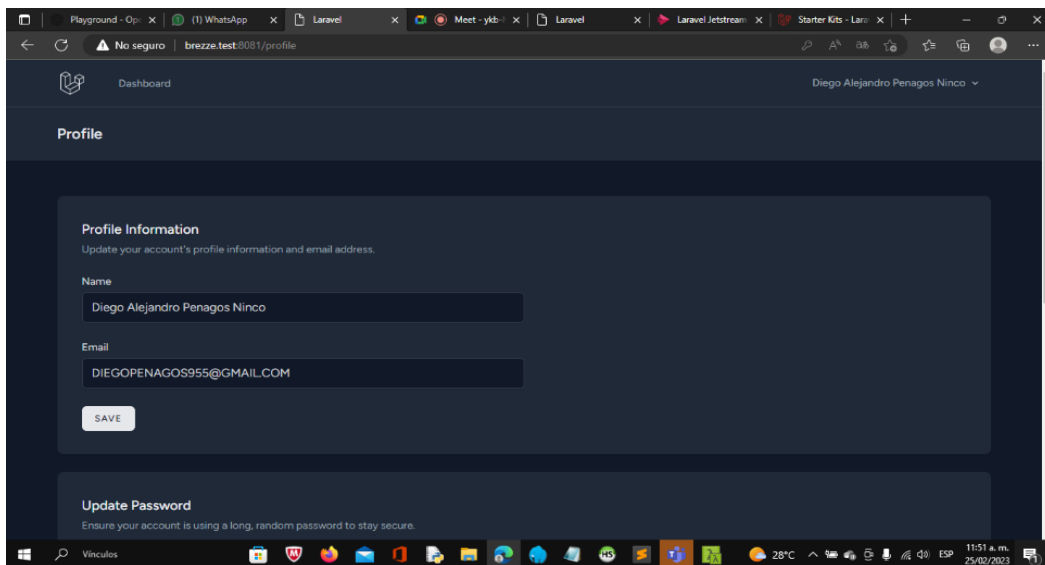 Playground - Ope
(1) WhatsApp
Laravel
Meet - ykb-
Laravel
Laravel Jetstream
Starter Kits - Lara
No seguro
brezze.test:8081/profile
Dashboard
Diego Alejandro Penagos Ninco
Profile
Profile Information
Update your account's profile information and email address.
Name
Diego Alejandro Penagos Ninco
Email
DIEGOPENAGOS955@GMAIL.COM
SAVE
Update Password
Ensure your account is using a long, random password to stay secure.
Vínculos
HS
28°C
ESP
11:51 a. m.
25/02/2023